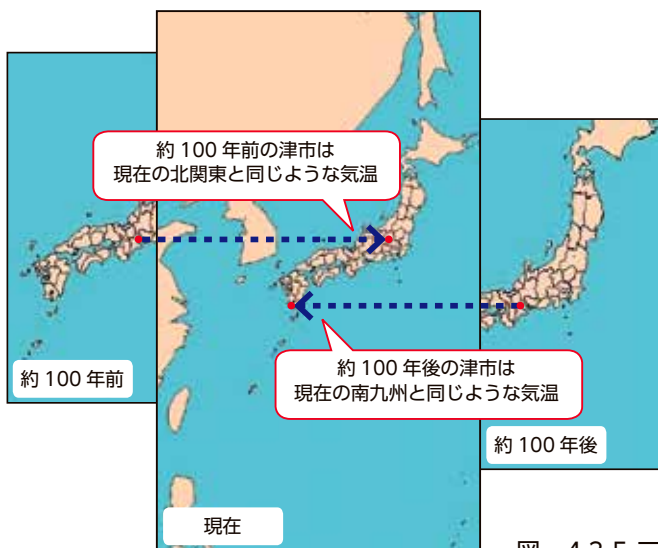 約 100 年前の津市は
現在の北関東と同じような気温
約 100 年前
約 100 年後の津市は
現在の南九州と同じような気温
約 100 年後
現在